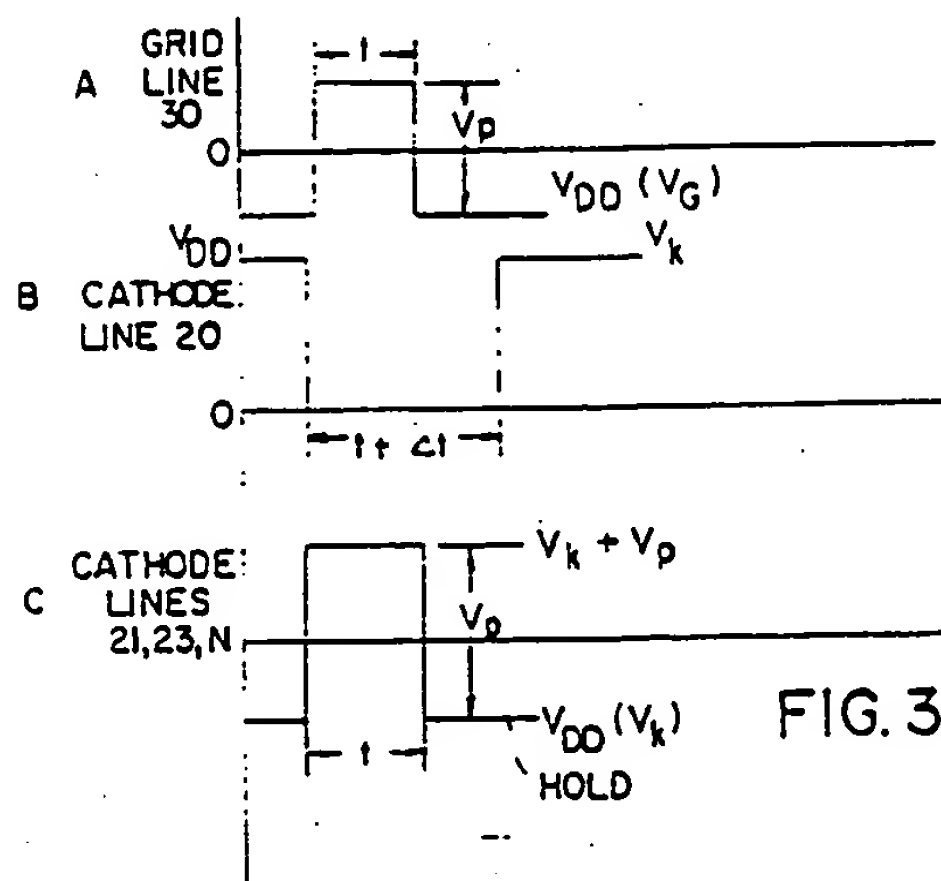 GRID
t
A LINE
30
Vp
0
VDD (VG)
VDD
Vk
B CATHODE
LINE 20
0
t + Δt
Vk + Vp
CATHODE
C LINES
Vp
21,23,N
FIG. 3
VDD (Vk)
t
HOLD